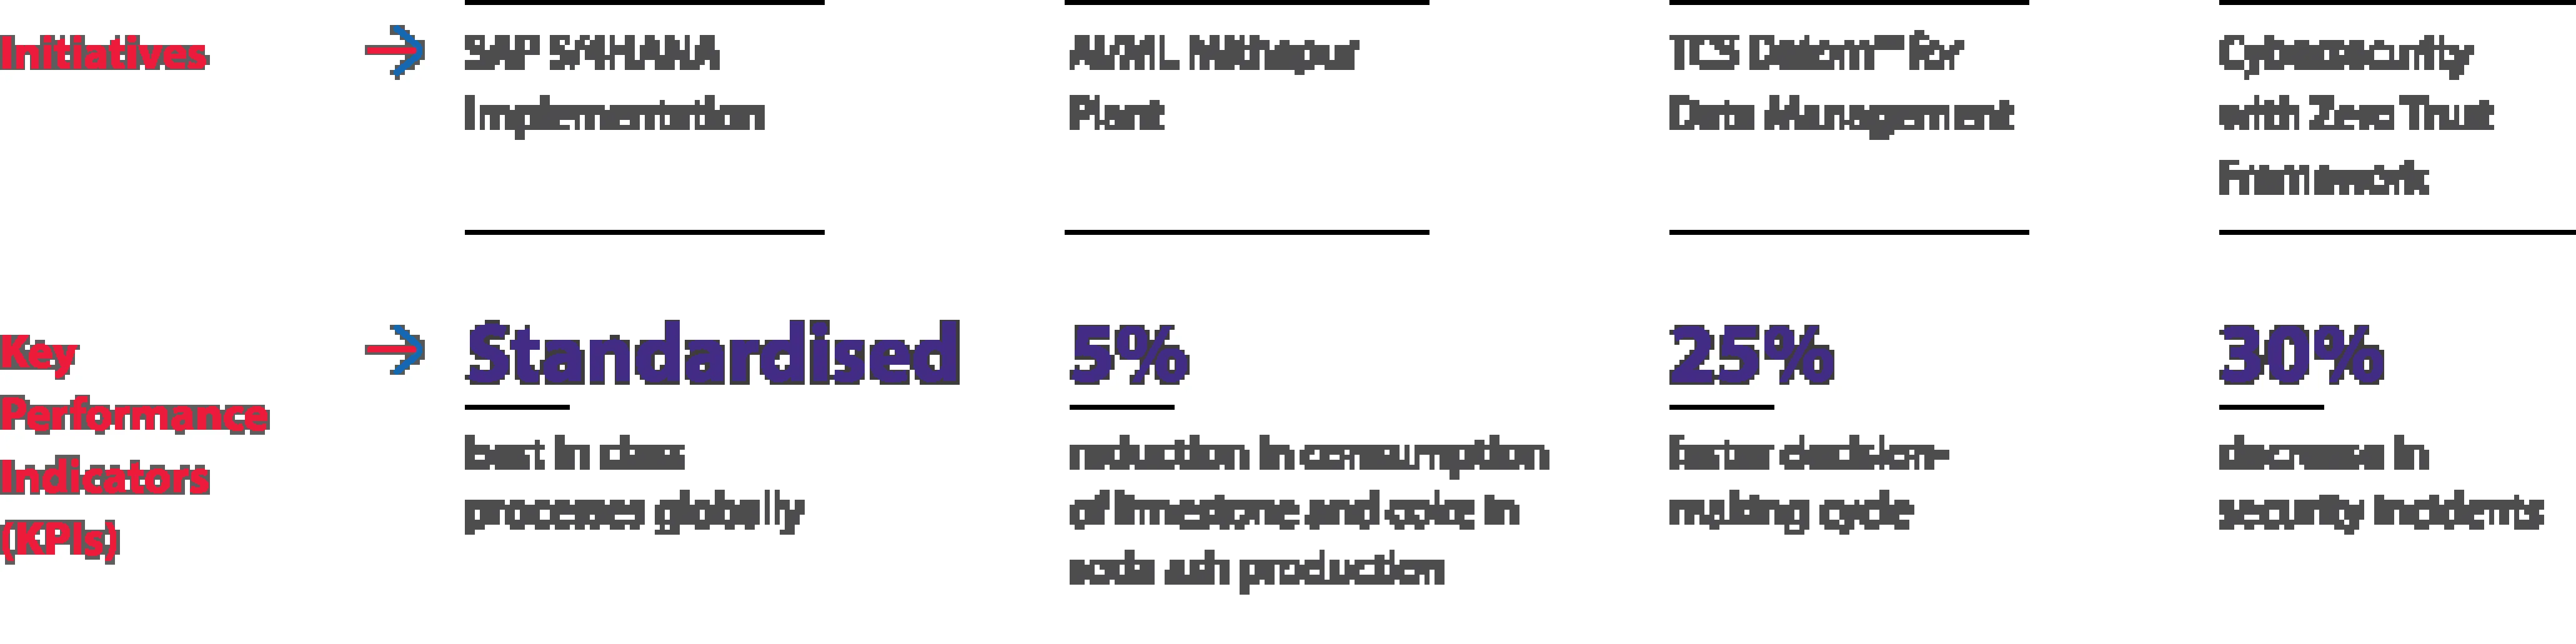 Initiatives
SAP S/4HANA
Implementation
AI/ML Mithapur
Plant
TCS Datom™ for
Data Management
Cybersecurity
with Zero Trust
Framework
Key
Performance
Indicators
(KPIs)
Standardised
best in class
processes globally
5%
reduction in consumption
of limestone and coke in
soda ash production
25%
faster decision-
making cycle
30%
decrease in
security incidents